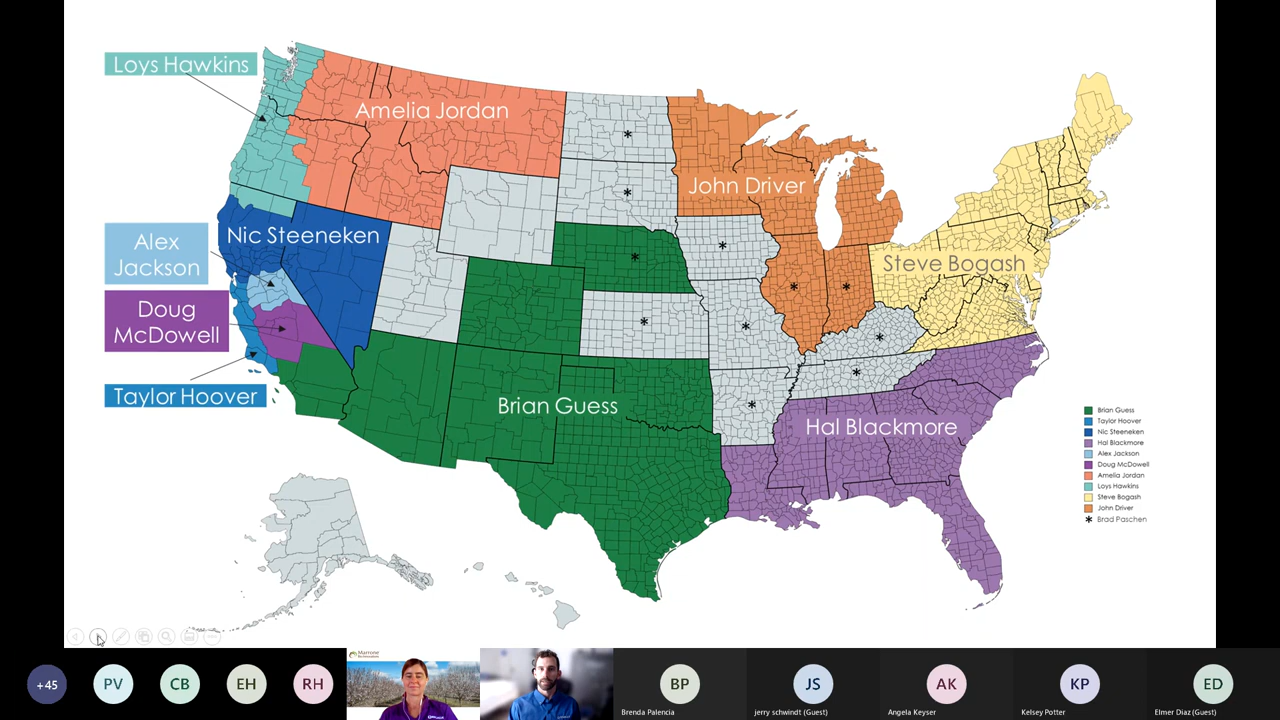 Loys Hawkins
Amelia Jordan
John Driver
Alex
Jackson
Nic Steeneken
Steve Bogash
Doug
McDowell
Taylor Hoover
Brian Guess
Hal Blackmore
Brian Guess
Taylor Hoover
Nic Steeneken
Hal Blackmore
Alex Jackson
Doug McDowell
Amelia Jordan
Loys Hawkins
Steve Bogash
John Driver
* Brad Paschen
+45
PV
CB
EH
RH
Marrone
Bio Innovations
BP
Brenda Palencia
JS
jerry schwindt (Guest)
AK
Angela Keyser
KP
Kelsey Potter
ED
Elmer Diaz (Guest)